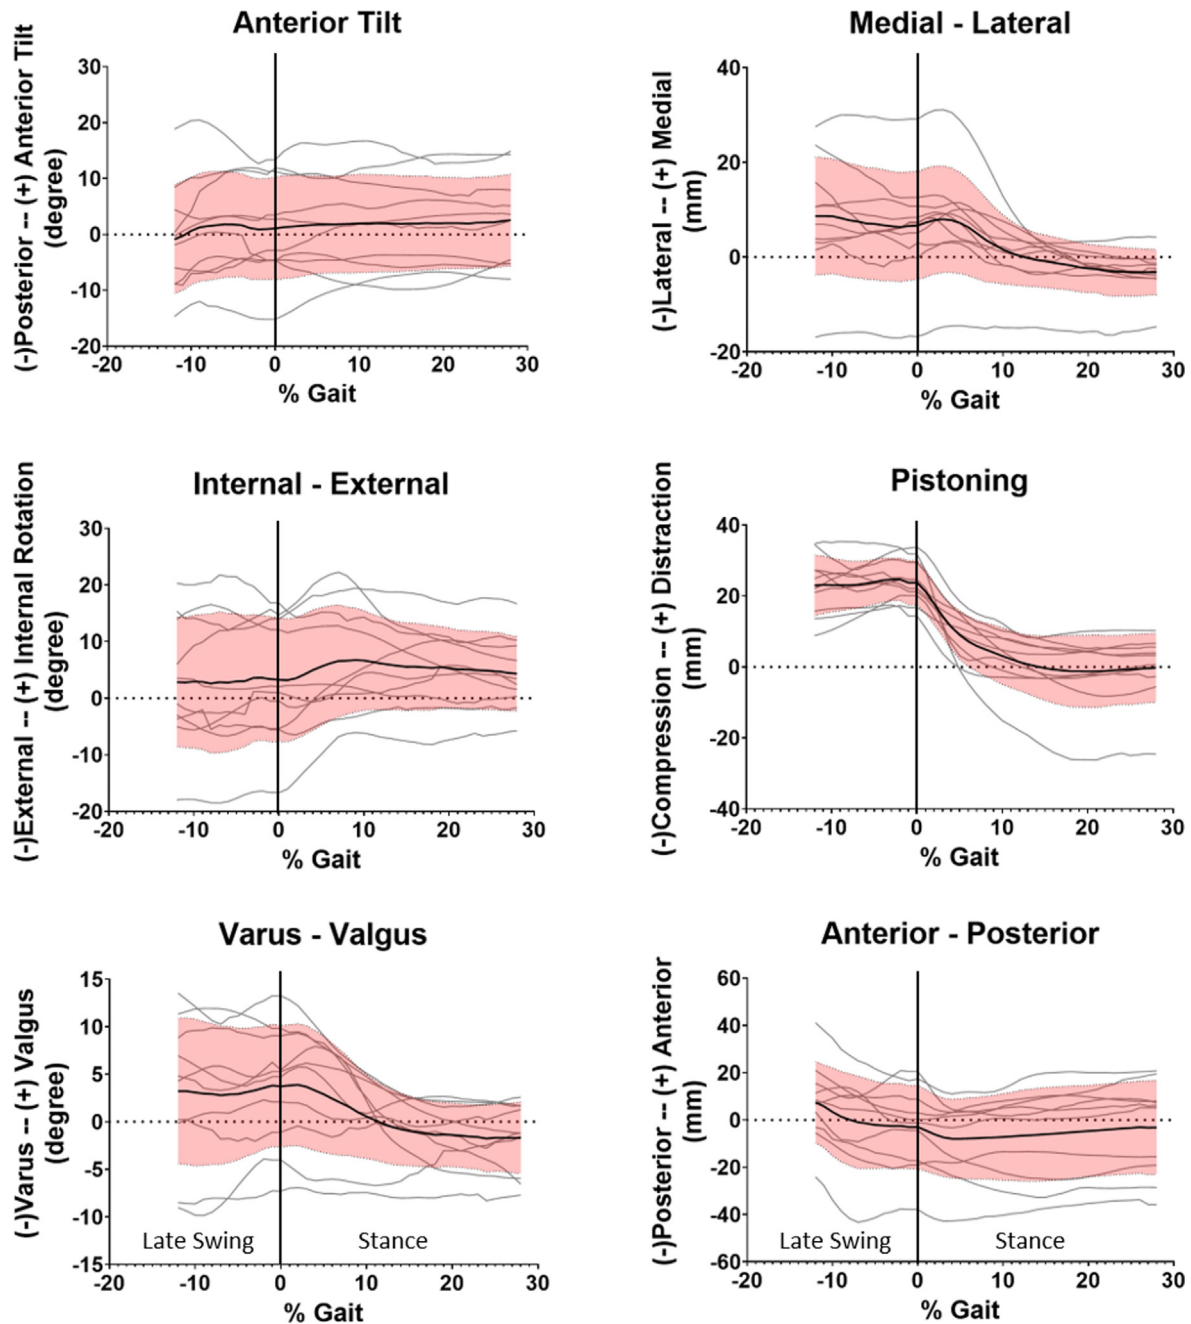 Anterior Tilt
(-)Posterior -- (+) Anterior Tilt
(degree)
30
20
10
0
-10
-20
-20
-10
0
10
20
30
% Gait
Medial - Lateral
(-)Lateral -- (+) Medial
(mm)
40
20
0
-20
-20
-10
0
10
20
30
% Gait
Internal - External
(-)External -- (+) Internal Rotation
(degree)
30
20
10
0
-10
-20
-20
-10
0
10
20
30
% Gait
Pistoning
(-)Compression -- (+) Distraction
(mm)
40
20
0
-20
-40
-20
-10
0
10
20
30
% Gait
Varus - Valgus
(-)Varus -- (+) Valgus
(degree)
15
10
5
0
-5
-10
-15
Late Swing
Stance
-20
-10
0
10
20
30
% Gait
Anterior - Posterior
(-)Posterior -- (+) Anterior
(mm)
60
40
20
0
-20
-40
-60
Late Swing
Stance
-20
-10
0
10
20
30
% Gait